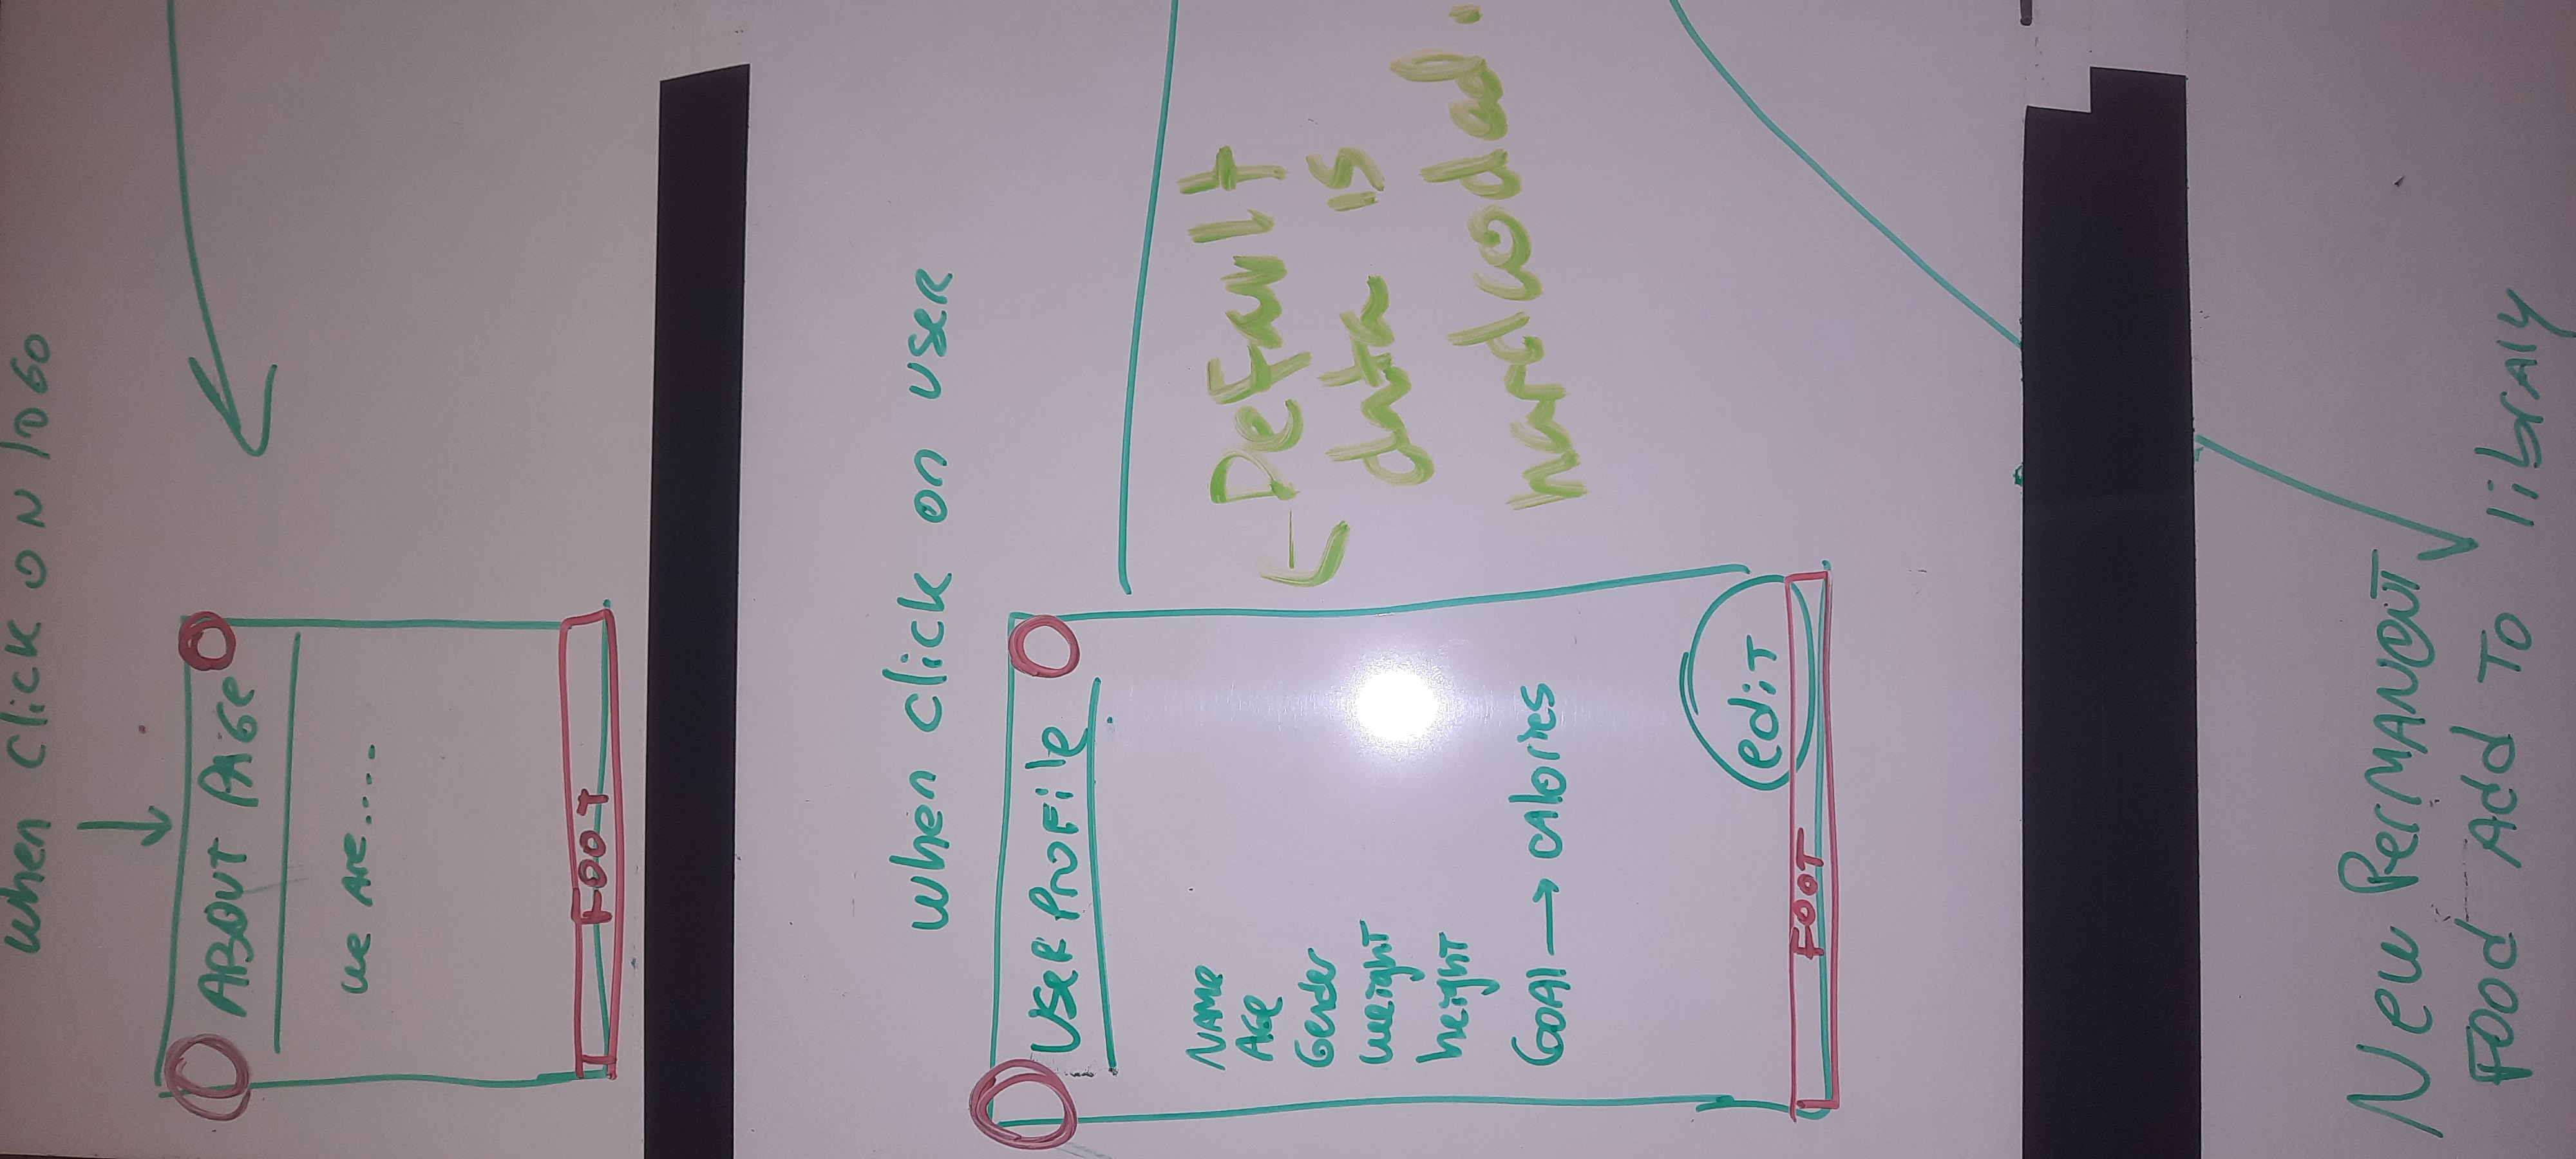 when click ON logo
ABOUT PAGe
we Are....
FOOT
when click on user
USeR Profile
Default
data is
hardcoded.
NAMe
Age
Gender
weight
height
GOAl → calories
edit
FOOT
New PerMANeNT
Food Add To library